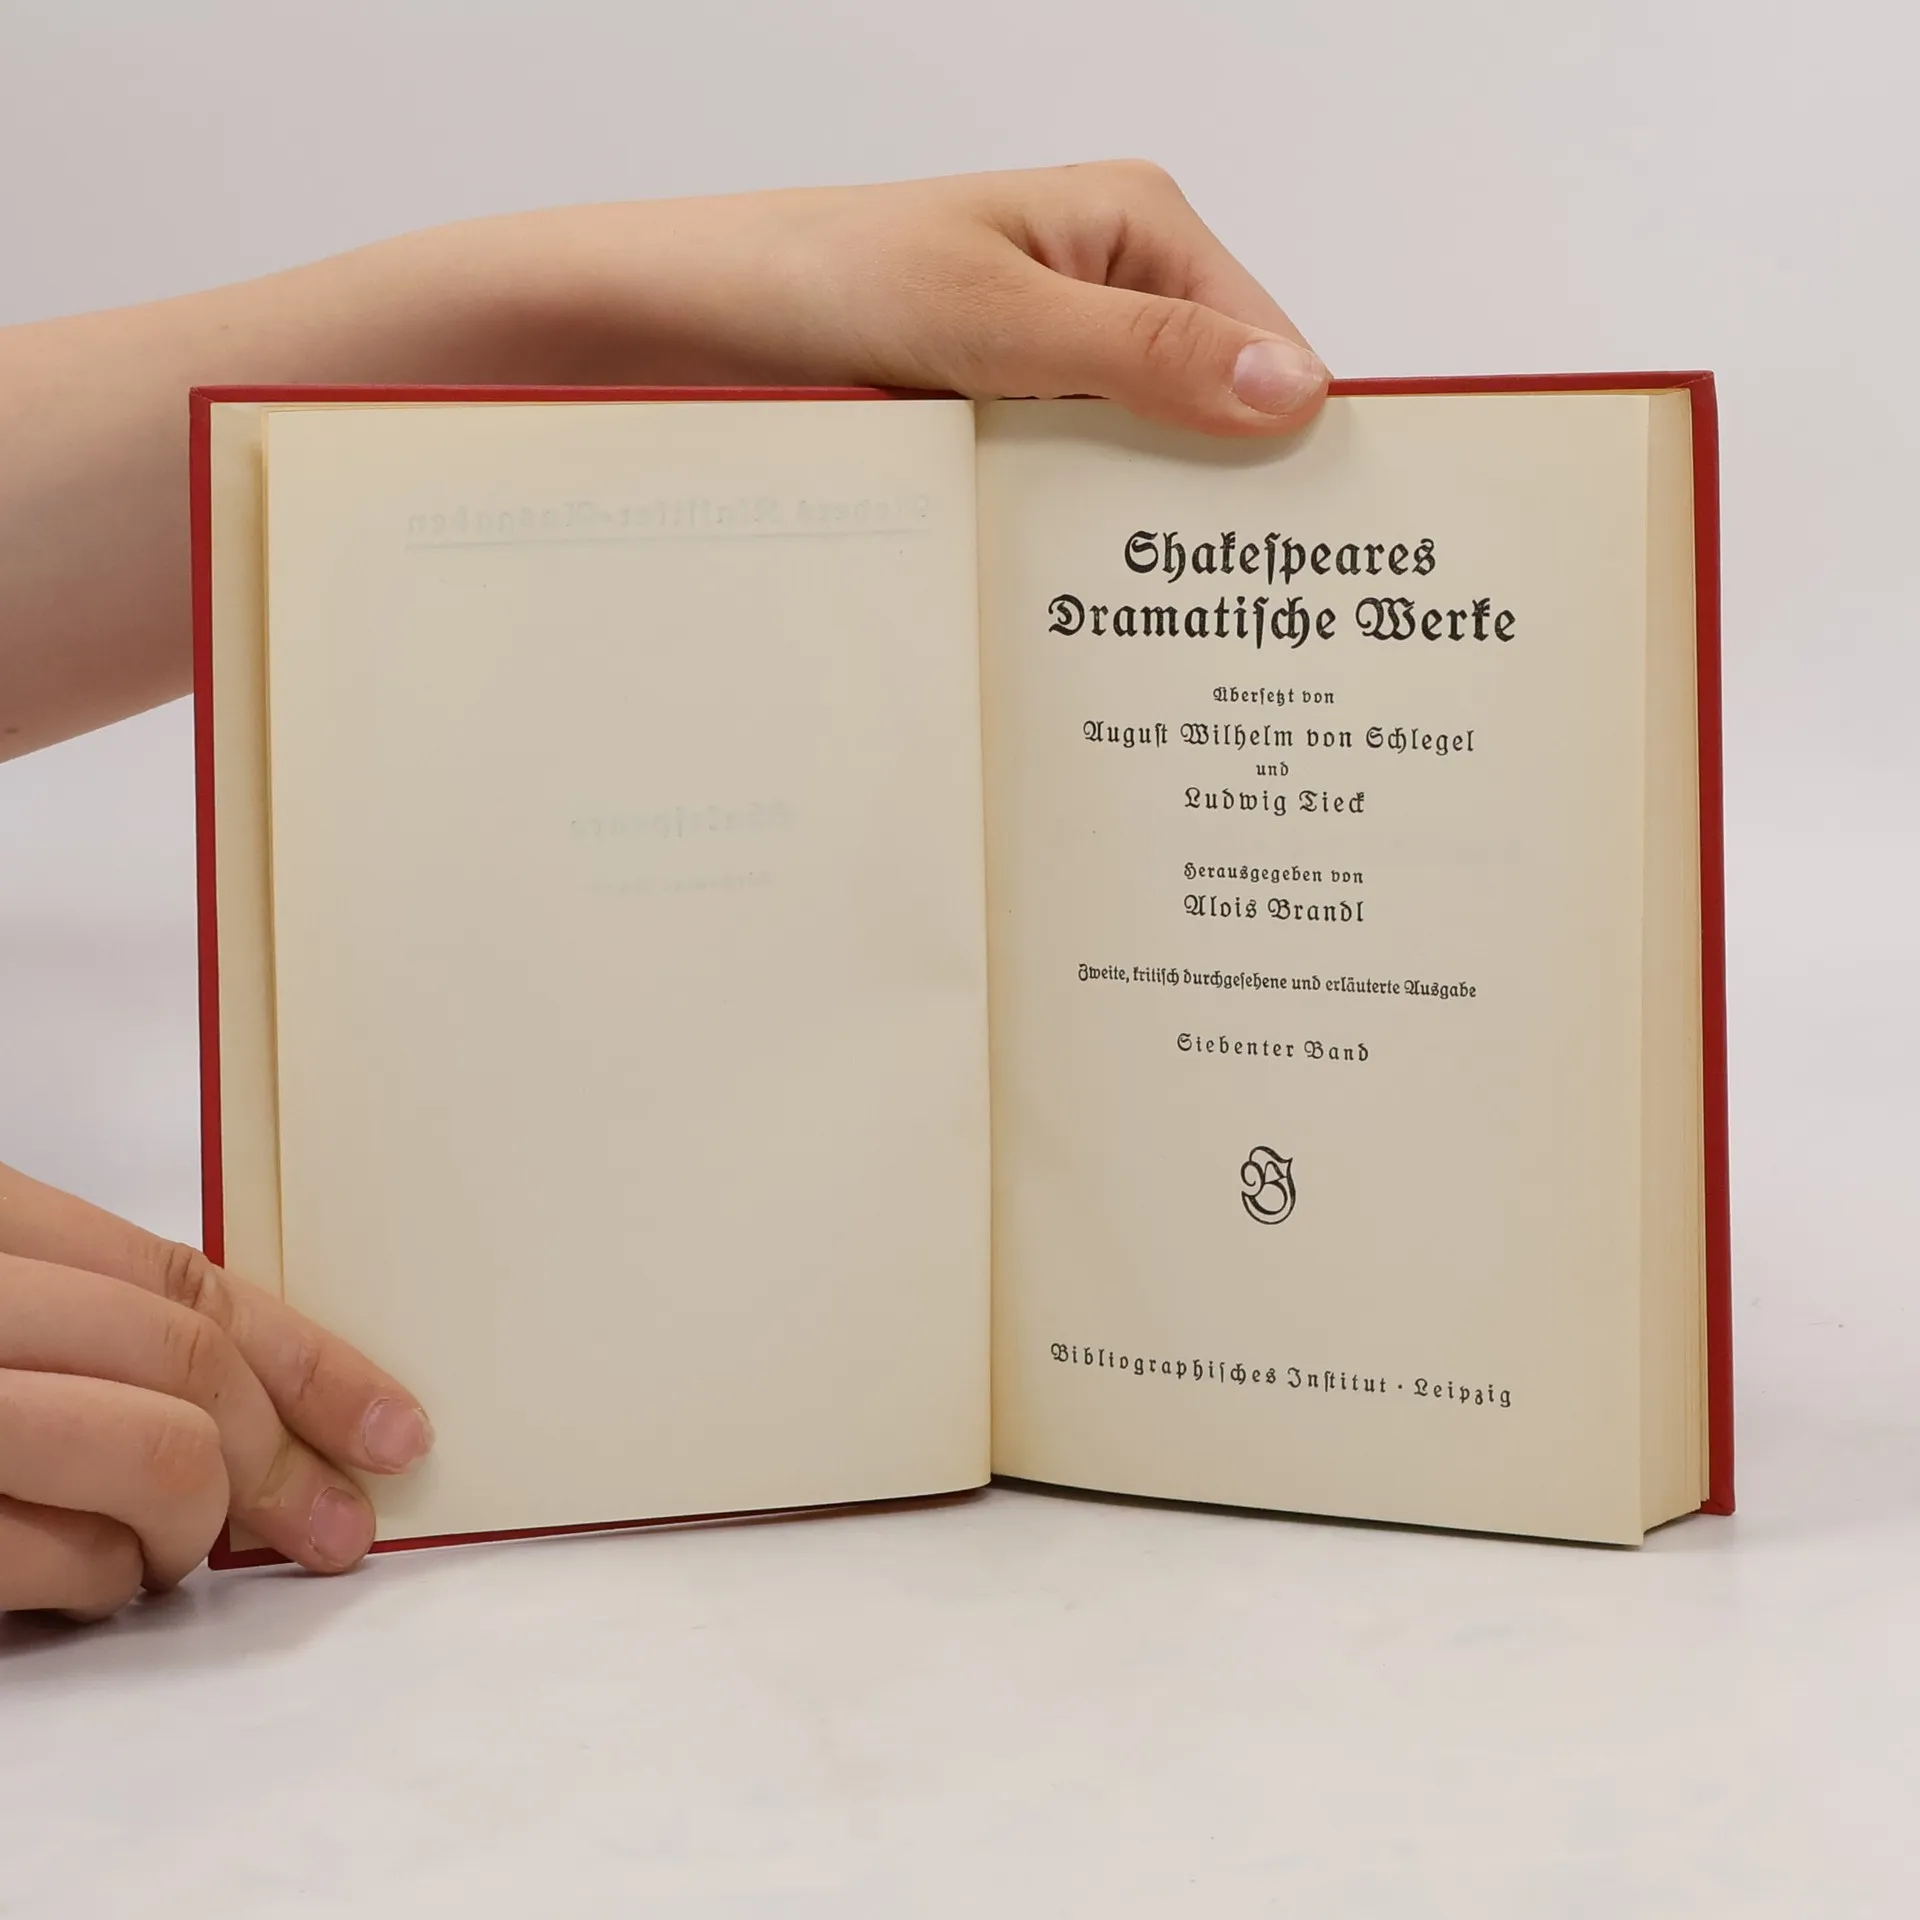 Shakeſpeares
Dramatiſche Werke
Überſetzt von
Auguſt Wilhelm von Schlegel
und
Ludwig Tieck
Herausgegeben von
Alois Brandl
Zweite, kritiſch durchgeſehene und erläuterte Ausgabe
Siebenter Band
BJ
Bibliographiſches Inſtitut · Leipzig